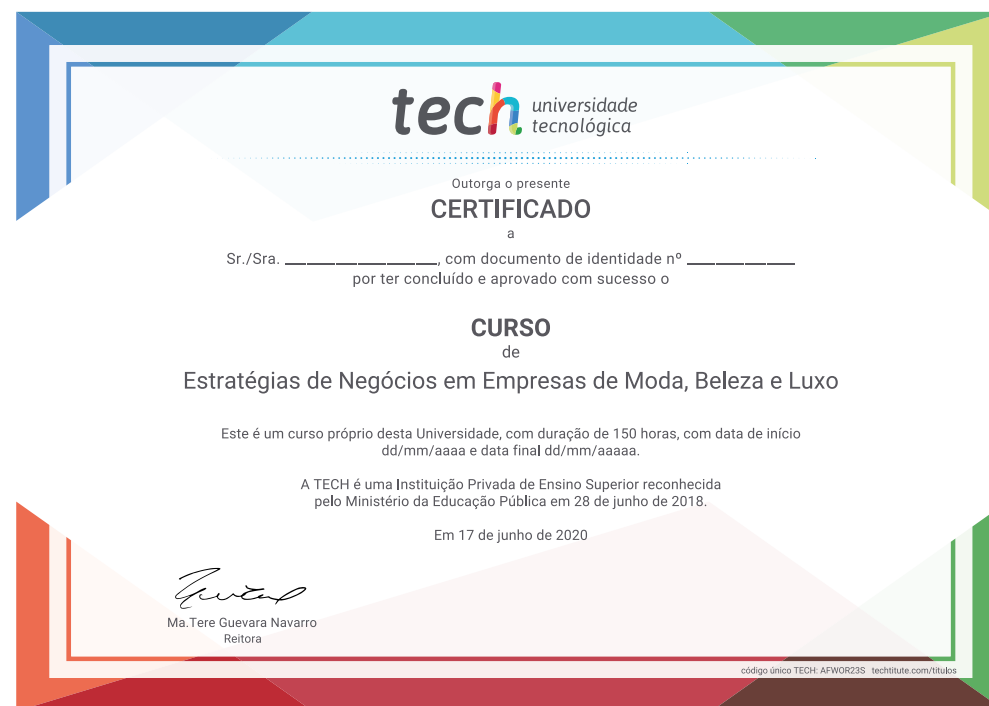 tech universidade
tecnológica
Outorga o presente
CERTIFICADO
a
Sr./Sra. _______________, com documento de identidade nº ___________
por ter concluído e aprovado com sucesso o
CURSO
de
Estratégias de Negócios em Empresas de Moda, Beleza e Luxo
Este é um curso próprio desta Universidade, com duração de 150 horas, com data de início
dd/mm/aaaa e data final dd/mm/aaaaa.
A TECH é uma Instituição Privada de Ensino Superior reconhecida
pelo Ministério da Educação Pública em 28 de junho de 2018.
Em 17 de junho de 2020
Ma.Tere Guevara Navarro
Reitora
código único TECH: AFWOR23S techtitute.com/titulos